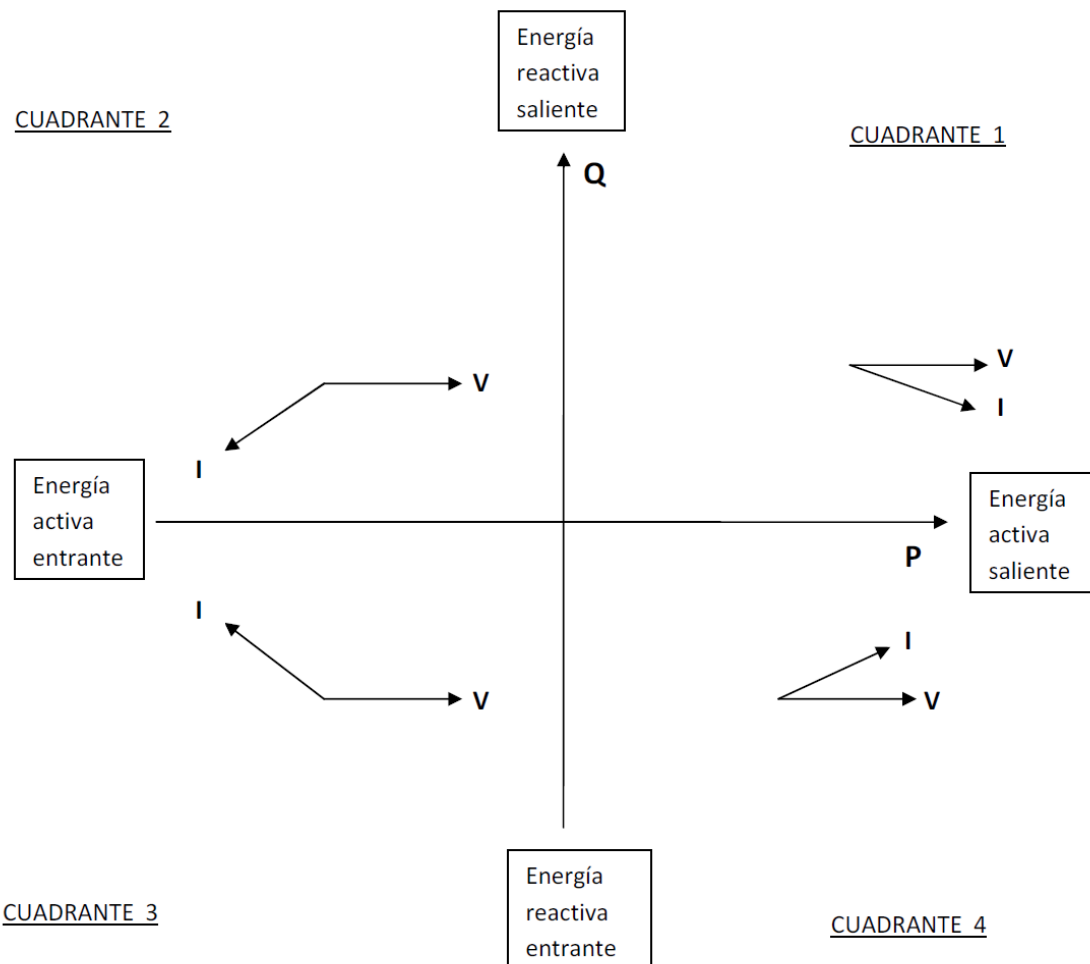 Energía
reactiva
saliente
CUADRANTE 2
CUADRANTE 1
Q
V
I
V
I
Energía
activa
entrante
P
Energía
activa
saliente
I
V
I
V
Energía
reactiva
entrante
CUADRANTE 3
CUADRANTE 4